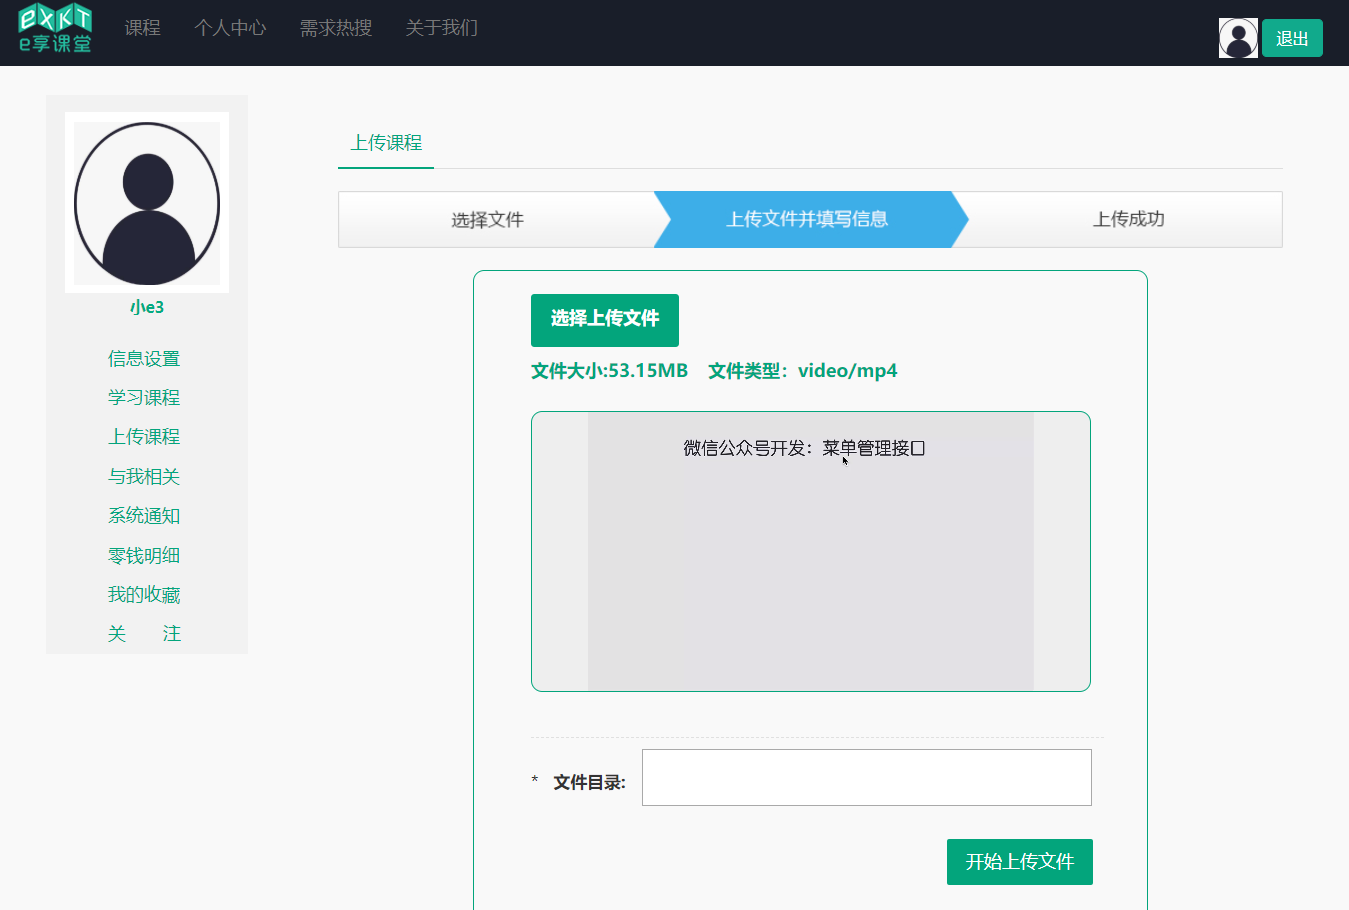 eXKT
e享课堂
课程 个人中心 需求热搜 关于我们
退出
小e3
信息设置
学习课程
上传课程
与我相关
系统通知
零钱明细
我的收藏
关 注
上传课程
选择文件 上传文件并填写信息 上传成功
选择上传文件
文件大小:53.15MB 文件类型：video/mp4
微信公众号开发：菜单管理接口
* 文件目录:
开始上传文件